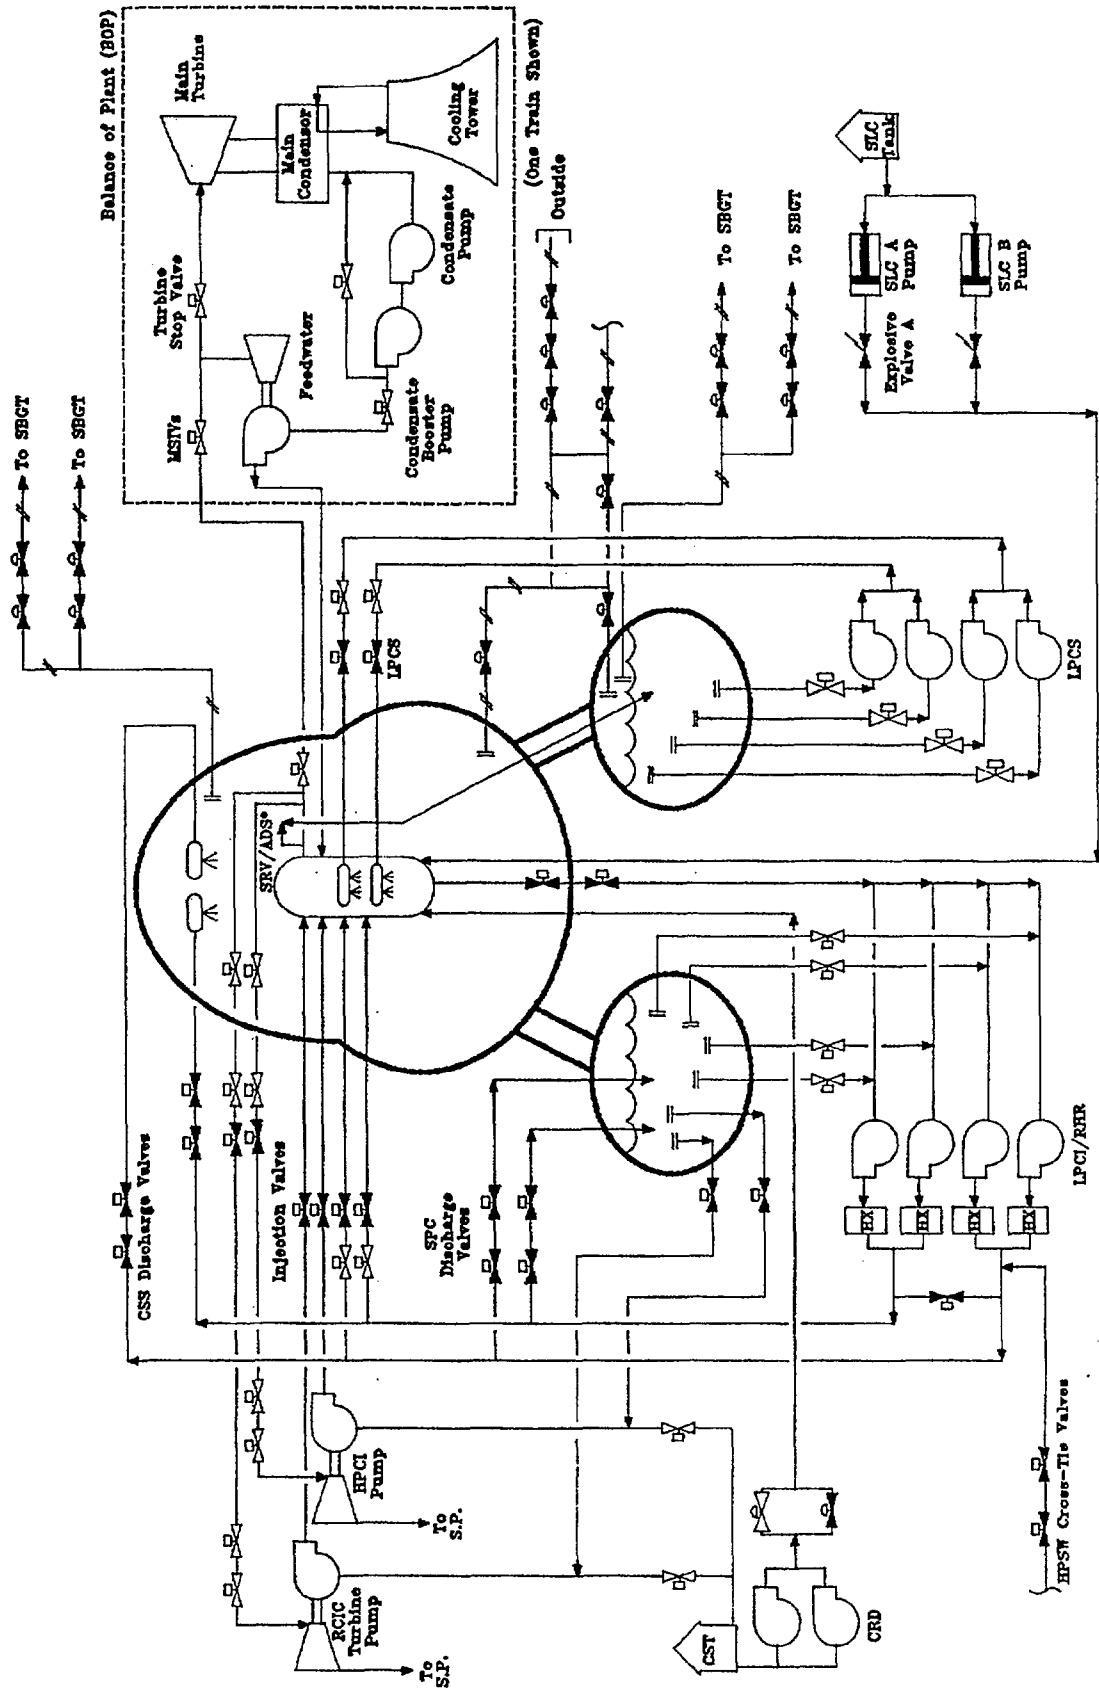 Balance of Plant (BOP)
Main
Turbine
Main
Condensor
Cooling
Tower
(One Train Shown)
Turbine
Stop Valve
Feedwater
Condensate
Pump
Condensate
Booster
Pump
MSIVs
Outside
To SBGT
To SBGT
To SBGT
To SBGT
SLC
Tank
SLC A
Pump
SLC B
Pump
Explosive
Valve A
LPCS
LPCS
SRV/ADS*
CSS Discharge Valves
Injection Valves
SPC
Discharge
Valves
HX
HX
HX
HX
LPCI/RHR
HPCI
Pump
To
S.P.
RCIC
Turbine
Pump
To
S.P.
CST
CRD
HPSW Cross-Tie Valves